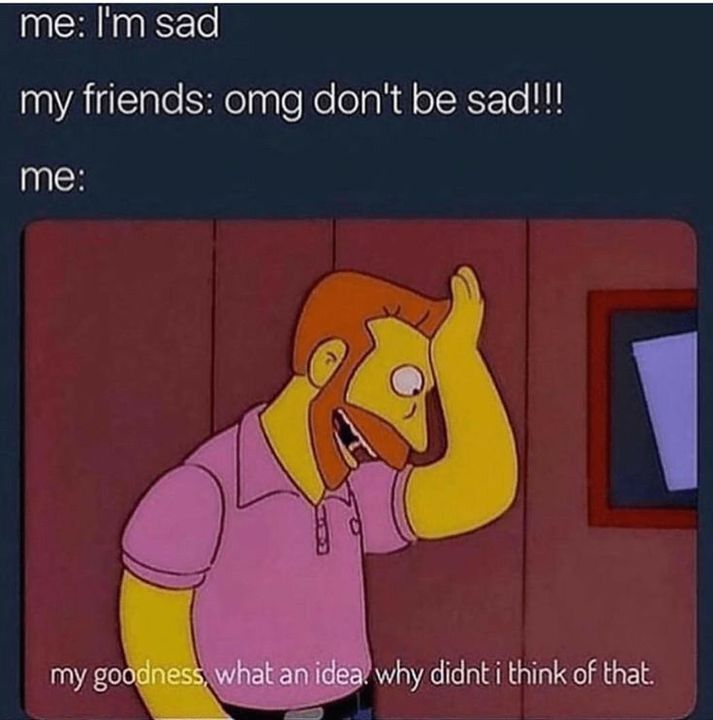 me: I'm sad
my friends: omg don't be sad!!!
me:
my goodness, what an idea. why didnt i think of that.